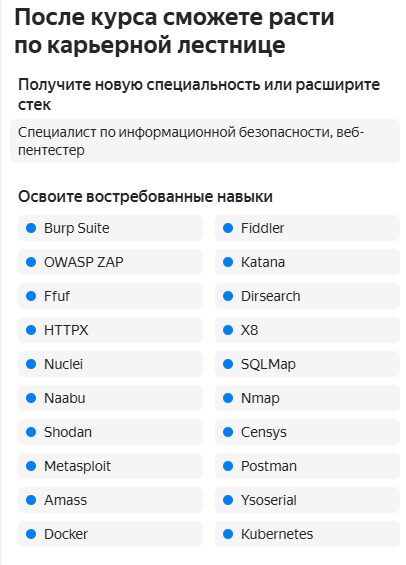 После курса сможете расти
по карьерной лестнице
Получите новую специальность или расширите
стек
Специалист по информационной безопасности, веб-
пентестер
Освоите востребованные навыки
Burp Suite
Fiddler
OWASP ZAP
Katana
Ffuf
Dirsearch
HTTPX
X8
Nuclei
SQLMap
Naabu
Nmap
Shodan
Censys
Metasploit
Postman
Amass
Ysoserial
Docker
Kubernetes